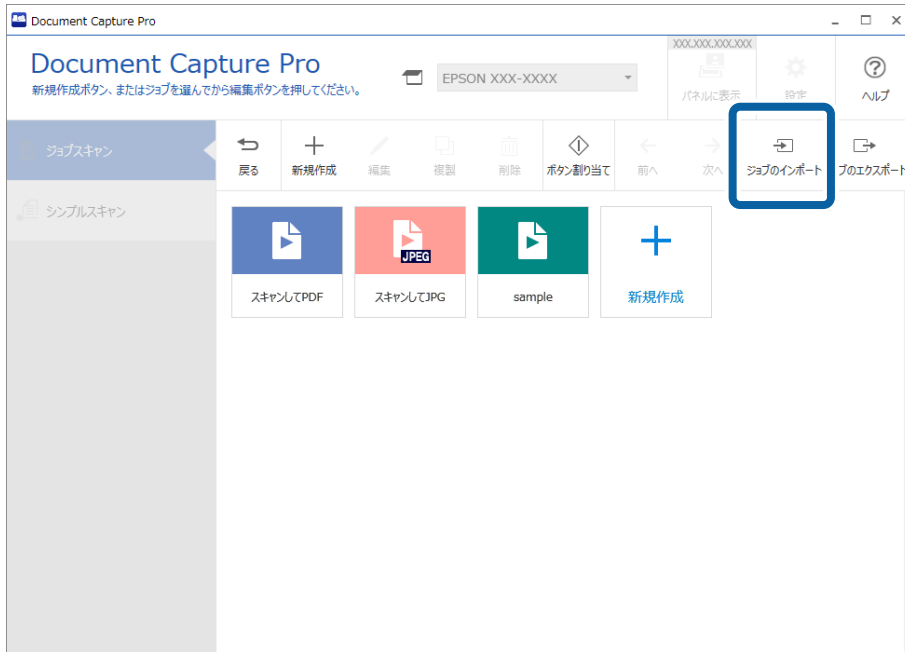 Document Capture Pro
Document Capture Pro
新規作成ボタン、またはジョブを選んでから編集ボタンを押してください。
EPSON XXX-XXXX
XXX.XXX.XXX.XXX
パネルに表示
設定
ヘルプ
ジョブスキャン
シンプルスキャン
戻る
新規作成
編集
複製
削除
ボタン割り当て
前へ
次へ
ジョブのインポート
ブのエクスポート
JPEG
スキャンしてPDF
スキャンしてJPG
sample
新規作成